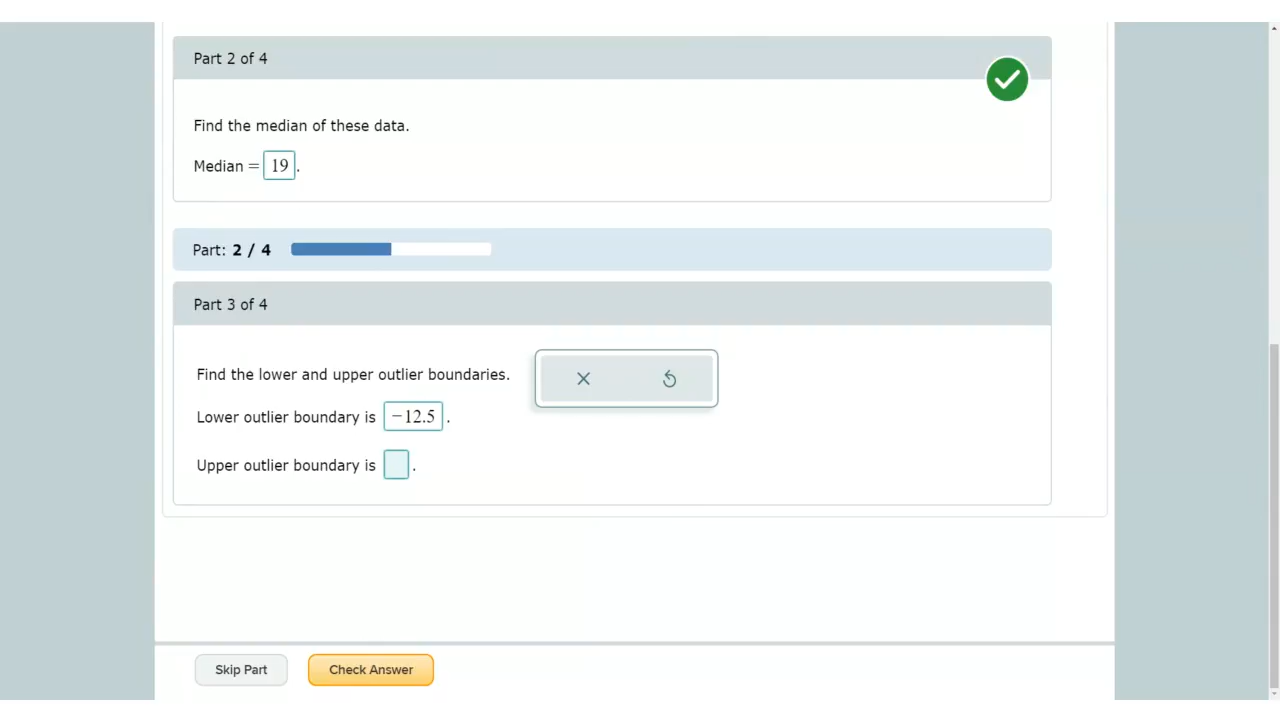 Part 2 of 4
Find the median of these data.
Median = 19.
Part: 2 / 4
Part 3 of 4
Find the lower and upper outlier boundaries.
Lower outlier boundary is −12.5.
Upper outlier boundary is .
Skip Part
Check Answer